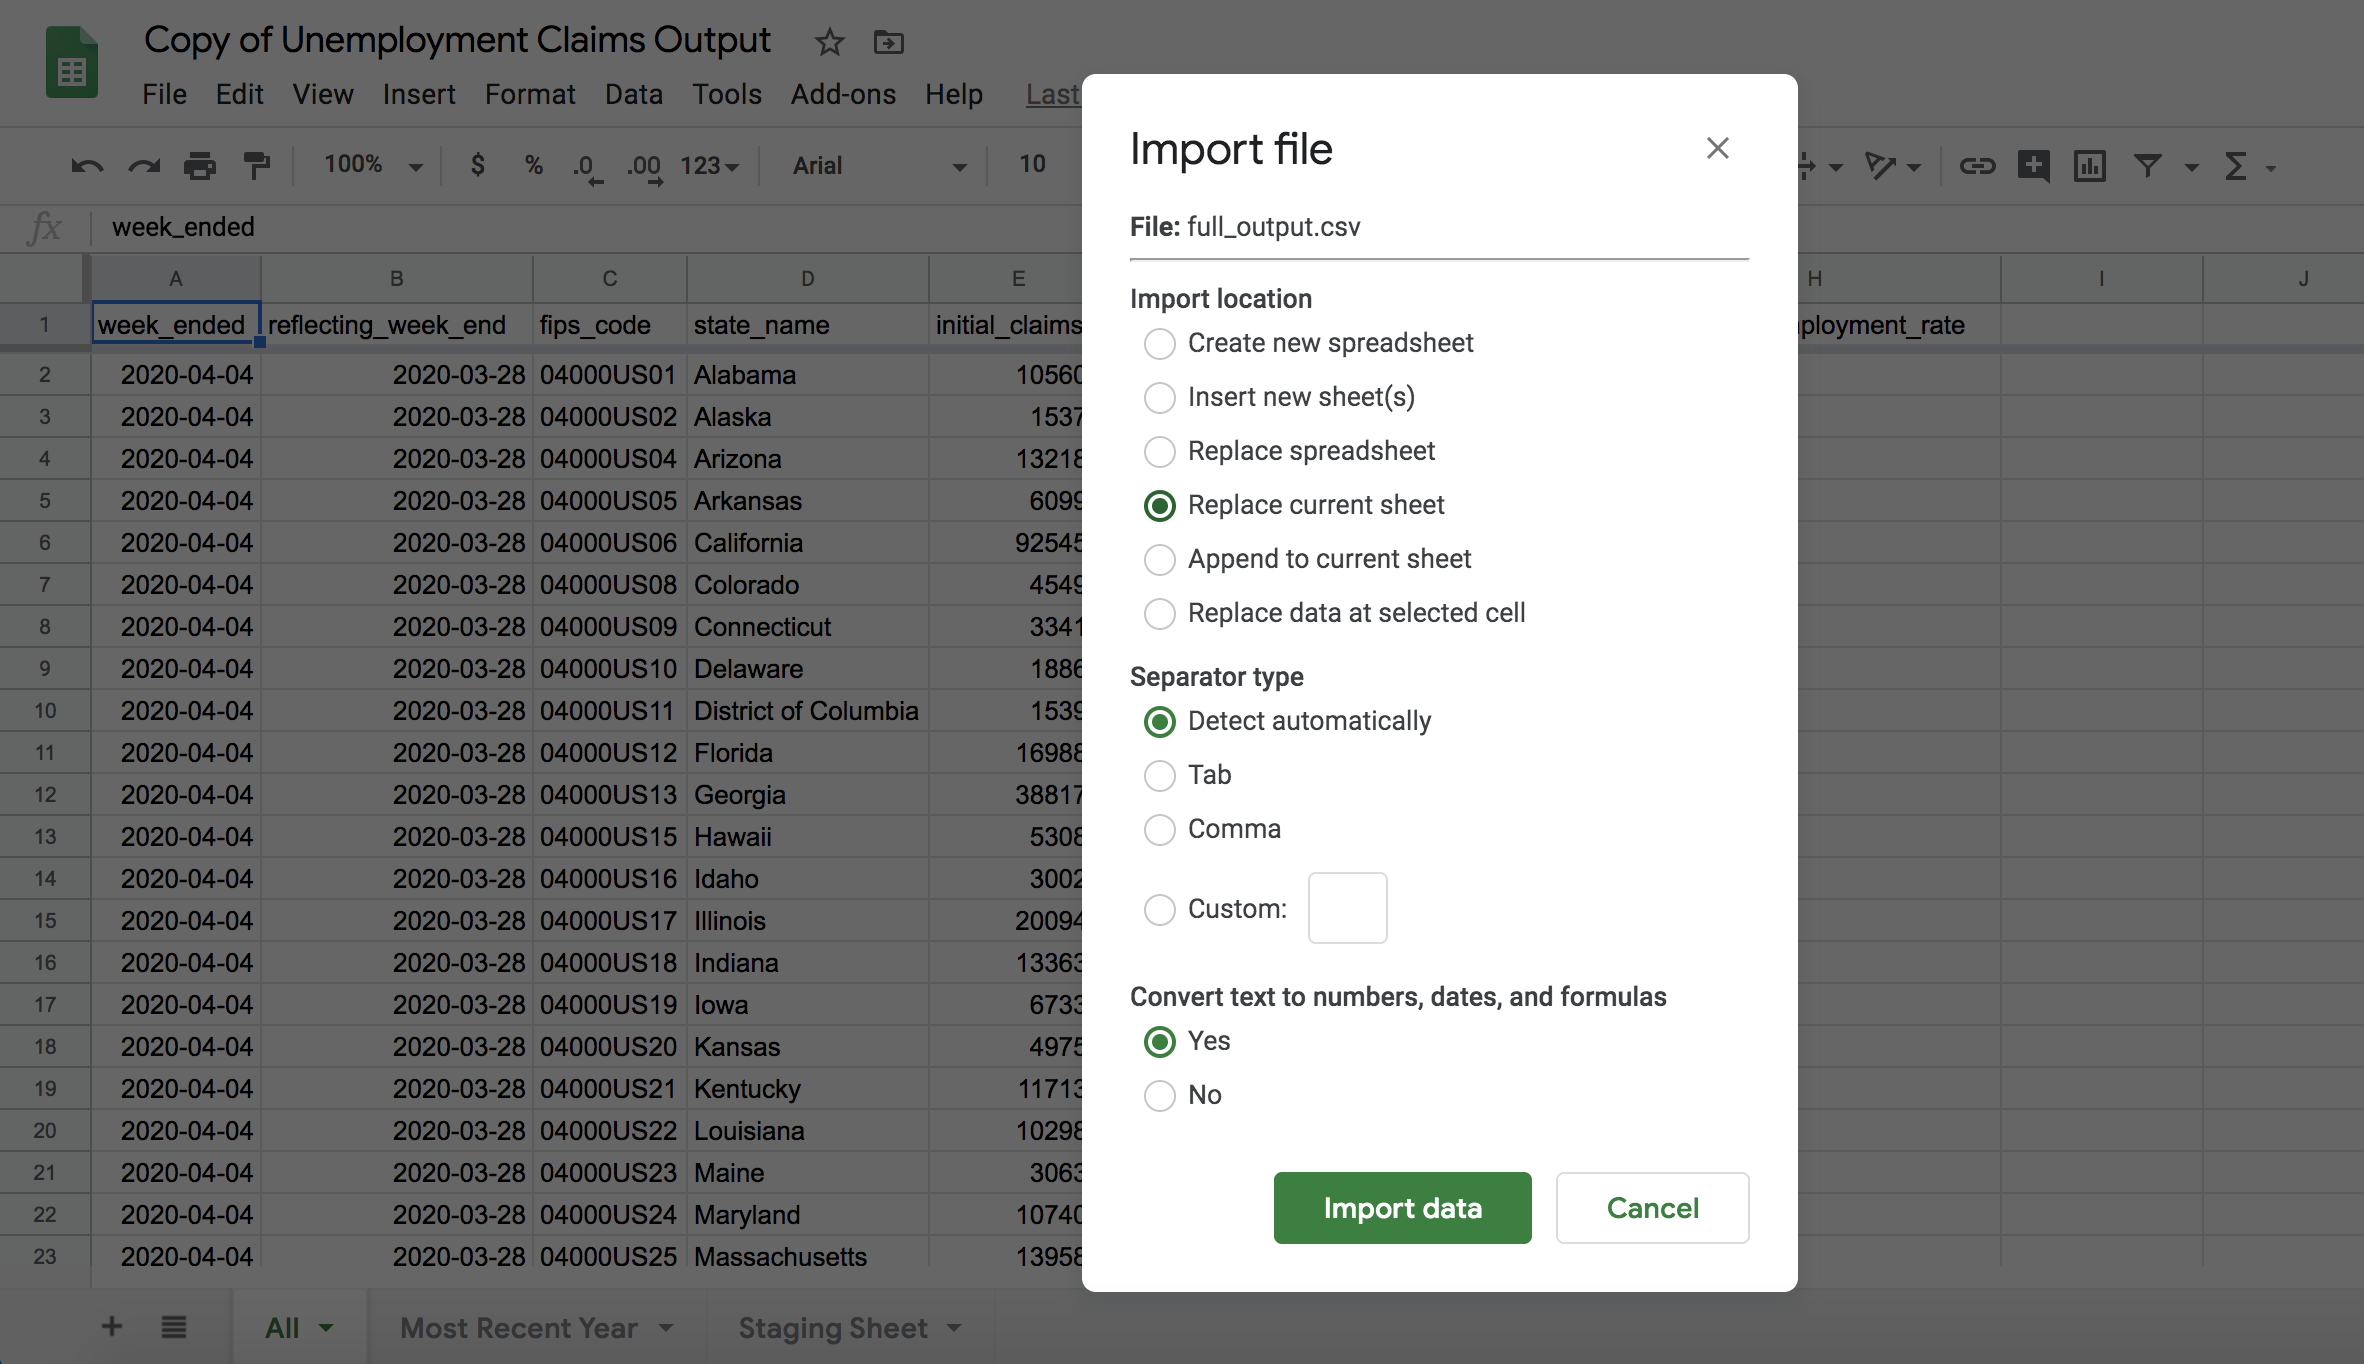 Copy of Unemployment Claims Output
File Edit View Insert Format Data Tools Add-ons Help Last
100% $ % .0 .00 123 Arial 10
fx week_ended
A B C D E H I J
1 week_ended reflecting_week_end fips_code state_name initial_claims ployment_rate
2 2020-04-04 2020-03-28 04000US01 Alabama 10560
3 2020-04-04 2020-03-28 04000US02 Alaska 1537
4 2020-04-04 2020-03-28 04000US04 Arizona 13218
5 2020-04-04 2020-03-28 04000US05 Arkansas 6099
6 2020-04-04 2020-03-28 04000US06 California 92545
7 2020-04-04 2020-03-28 04000US08 Colorado 4549
8 2020-04-04 2020-03-28 04000US09 Connecticut 3341
9 2020-04-04 2020-03-28 04000US10 Delaware 1886
10 2020-04-04 2020-03-28 04000US11 District of Columbia 1539
11 2020-04-04 2020-03-28 04000US12 Florida 16988
12 2020-04-04 2020-03-28 04000US13 Georgia 38817
13 2020-04-04 2020-03-28 04000US15 Hawaii 5308
14 2020-04-04 2020-03-28 04000US16 Idaho 3002
15 2020-04-04 2020-03-28 04000US17 Illinois 20094
16 2020-04-04 2020-03-28 04000US18 Indiana 13363
17 2020-04-04 2020-03-28 04000US19 Iowa 6733
18 2020-04-04 2020-03-28 04000US20 Kansas 4975
19 2020-04-04 2020-03-28 04000US21 Kentucky 11713
20 2020-04-04 2020-03-28 04000US22 Louisiana 10298
21 2020-04-04 2020-03-28 04000US23 Maine 3063
22 2020-04-04 2020-03-28 04000US24 Maryland 10740
23 2020-04-04 2020-03-28 04000US25 Massachusetts 13958
All Most Recent Year Staging Sheet
Import file
File: full_output.csv
Import location
Create new spreadsheet
Insert new sheet(s)
Replace spreadsheet
Replace current sheet
Append to current sheet
Replace data at selected cell
Separator type
Detect automatically
Tab
Comma
Custom:
Convert text to numbers, dates, and formulas
Yes
No
Import data Cancel